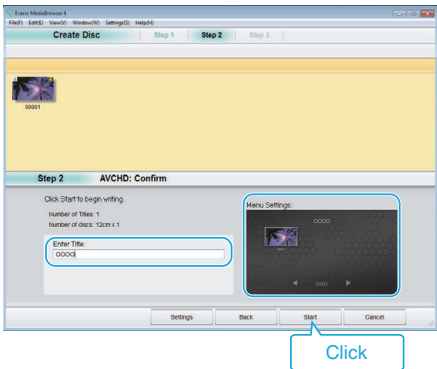 Everio MediaBrowser 4
File(F) Edit(E) View(V) Window(W) Settings(S) Help(H)
Create Disc Step 1 Step 2 Step 3
00001
Step 2 AVCHD: Confirm
Click Start to begin writing.
Number of Titles: 1
Number of discs: 12cm x 1
Enter Title:
OOOO
Menu Settings:
OOOO
0001
Settings Back Start Cancel
Click